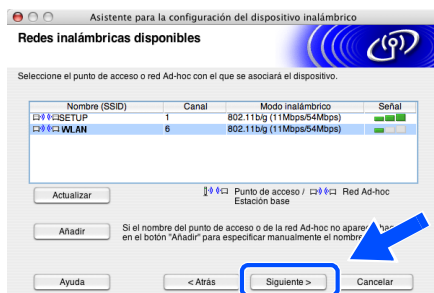 Asistente para la configuración del dispositivo inalámbrico
Redes inalámbricas disponibles
Seleccione el punto de acceso o red Ad-hoc con el que se asociará el dispositivo.
Nombre (SSID) Canal Modo inalámbrico Señal
SETUP 1 802.11b/g (11Mbps/54Mbps)
WLAN 6 802.11b/g (11Mbps/54Mbps)
Actualizar
Punto de acceso / Red Ad-hoc
Estación base
Añadir
Si el nombre del punto de acceso o de la red Ad-hoc no
en el botón "Añadir" para especificar manualmente el nombre
Ayuda < Atrás Siguiente > Cancelar